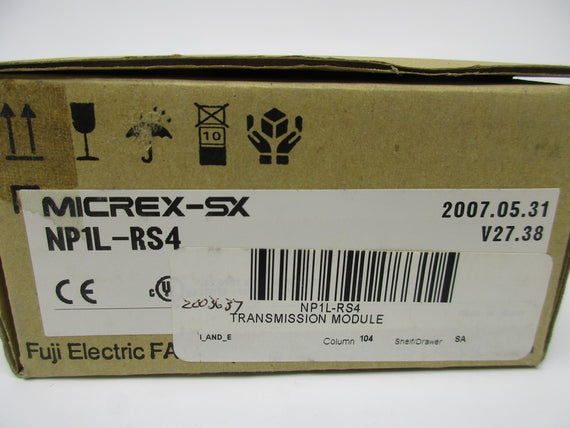 10
MICREX-SX
2007.05.31
NP1L-RS4
V27.38
CE
c
2003637
NP1L-RS4
TRANSMISSION MODULE
I_AND_E
Column 104
Shelf/Drawer SA
Fuji Electric FA